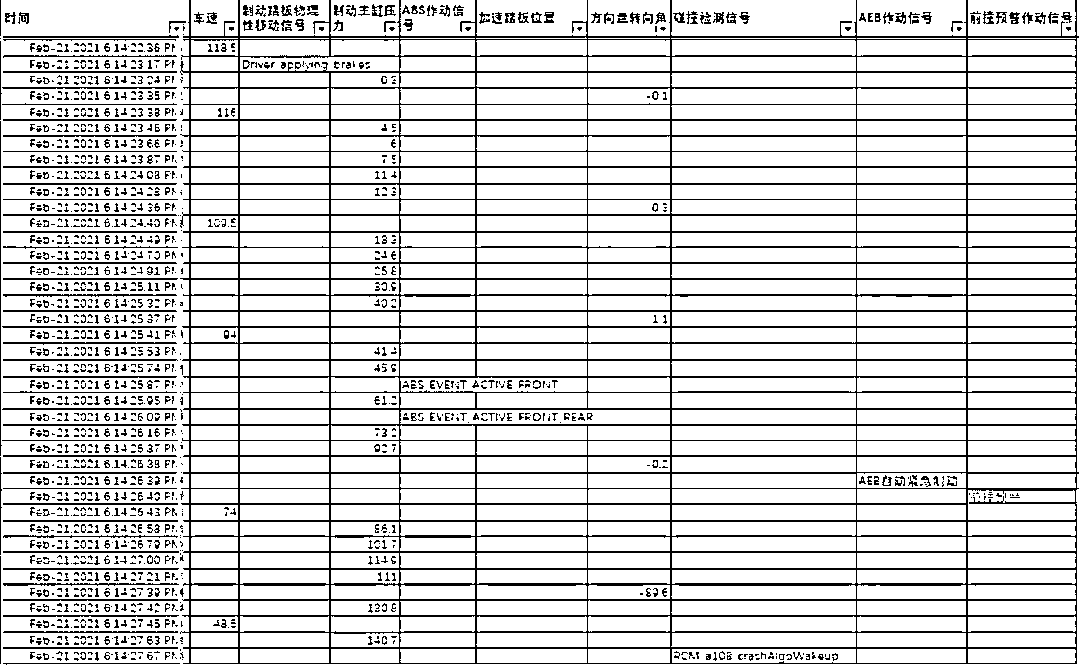 时间 车速 制动踏板物理性移动信号 制动主缸压力 ABS作动信号 加速踏板位置 方向盘转向角 碰撞检测信号 AEB作动信号 前撞预警作动信号
Feb-21 2021 6:14:22.36 PM 118.5
Feb-21 2021 6:14:23.17 PM Driver applying brakes
Feb-21 2021 6:14:23.24 PM
Feb-21 2021 6:14:23.35 PM -0.1
Feb-21 2021 6:14:23.39 PM 116
Feb-21 2021 6:14:23.46 PM 4.5
Feb-21 2021 6:14:23.66 PM 6
Feb-21 2021 6:14:23.87 PM 7.5
Feb-21 2021 6:14:24.08 PM 11.4
Feb-21 2021 6:14:24.28 PM 12.3
Feb-21 2021 6:14:24.36 PM 0.3
Feb-21 2021 6:14:24.40 PM 109.5
Feb-21 2021 6:14:24.49 PM 18.3
Feb-21 2021 6:14:24.70 PM 24.6
Feb-21 2021 6:14:24.91 PM 25.8
Feb-21 2021 6:14:25.11 PM 30.9
Feb-21 2021 6:14:25.32 PM 40.2
Feb-21 2021 6:14:25.37 PM 1.1
Feb-21 2021 6:14:25.41 PM 94
Feb-21 2021 6:14:25.53 PM 41.4
Feb-21 2021 6:14:25.74 PM 45.9
Feb-21 2021 6:14:25.87 PM ABS EVENT ACTIVE FRONT
Feb-21 2021 6:14:25.95 PM 61.2
Feb-21 2021 6:14:26.09 PM ABS EVENT ACTIVE FRONT REAR
Feb-21 2021 6:14:26.16 PM 73.2
Feb-21 2021 6:14:26.37 PM 92.7
Feb-21 2021 6:14:26.38 PM -0.2
Feb-21 2021 6:14:26.39 PM AEB自动紧急制动
Feb-21 2021 6:14:26.40 PM 前撞预警
Feb-21 2021 6:14:26.43 PM 74
Feb-21 2021 6:14:26.58 PM 96.1
Feb-21 2021 6:14:26.79 PM 101.7
Feb-21 2021 6:14:27.00 PM 114.9
Feb-21 2021 6:14:27.21 PM 111
Feb-21 2021 6:14:27.39 PM -89.6
Feb-21 2021 6:14:27.42 PM 130.8
Feb-21 2021 6:14:27.45 PM 48.5
Feb-21 2021 6:14:27.63 PM 140.7
Feb-21 2021 6:14:27.67 PM RCM a108 crashAlgoWakeup